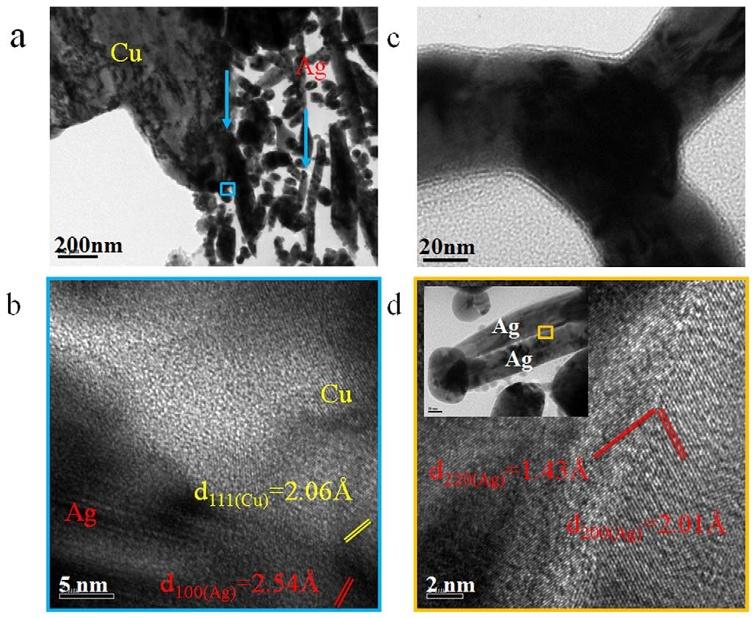 a
Cu
Ag
200nm
c
20nm
b
Cu
d111(Cu)=2.06Å
Ag
d100(Ag)=2.54Å
5 nm
d
Ag
Ag
d220(Ag)=1.43Å
d200(Ag)=2.01Å
2 nm